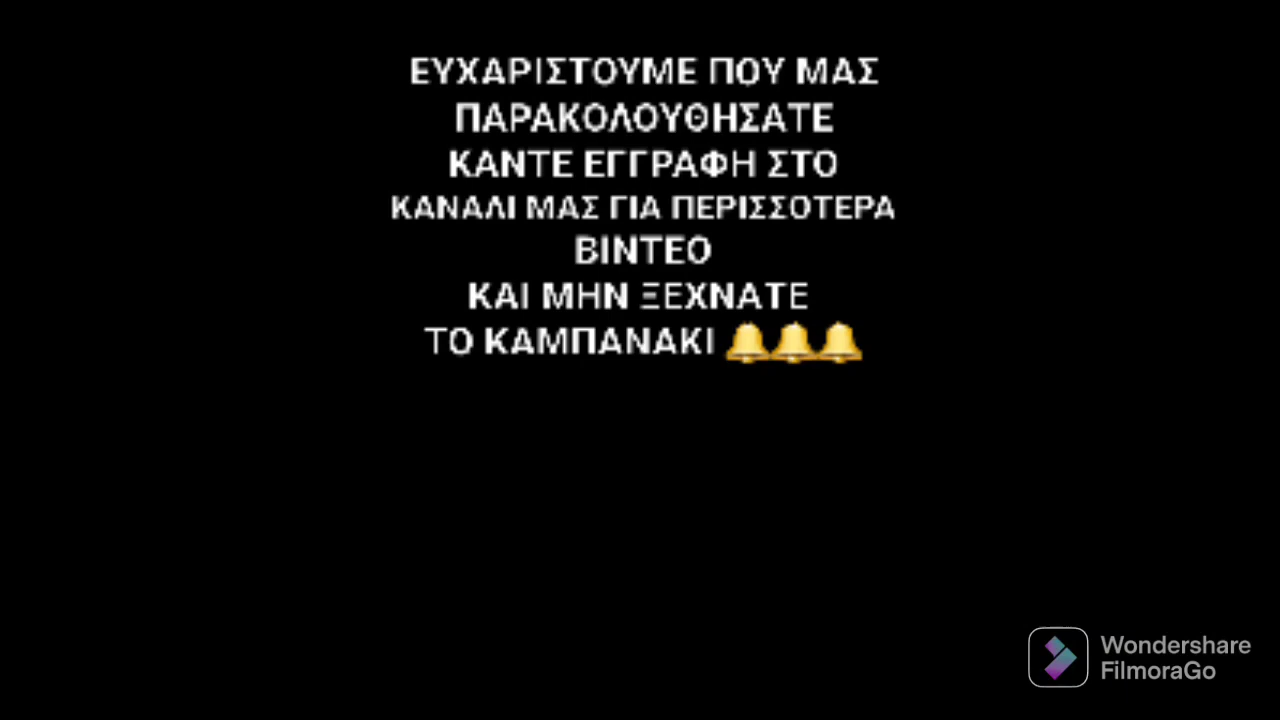 ΕΥΧΑΡΙΣΤΟΥΜΕ ΠΟΥ ΜΑΣ
ΠΑΡΑΚΟΛΟΥΘΗΣΑΤΕ
ΚΑΝΤΕ ΕΓΓΡΑΦΗ ΣΤΟ
ΚΑΝΑΛΙ ΜΑΣ ΓΙΑ ΠΕΡΙΣΣΟΤΕΡΑ
ΒΙΝΤΕΟ
ΚΑΙ ΜΗΝ ΞΕΧΝΑΤΕ
ΤΟ ΚΑΜΠΑΝΑΚΙ 🔔🔔🔔
Wondershare
FilmoraGo